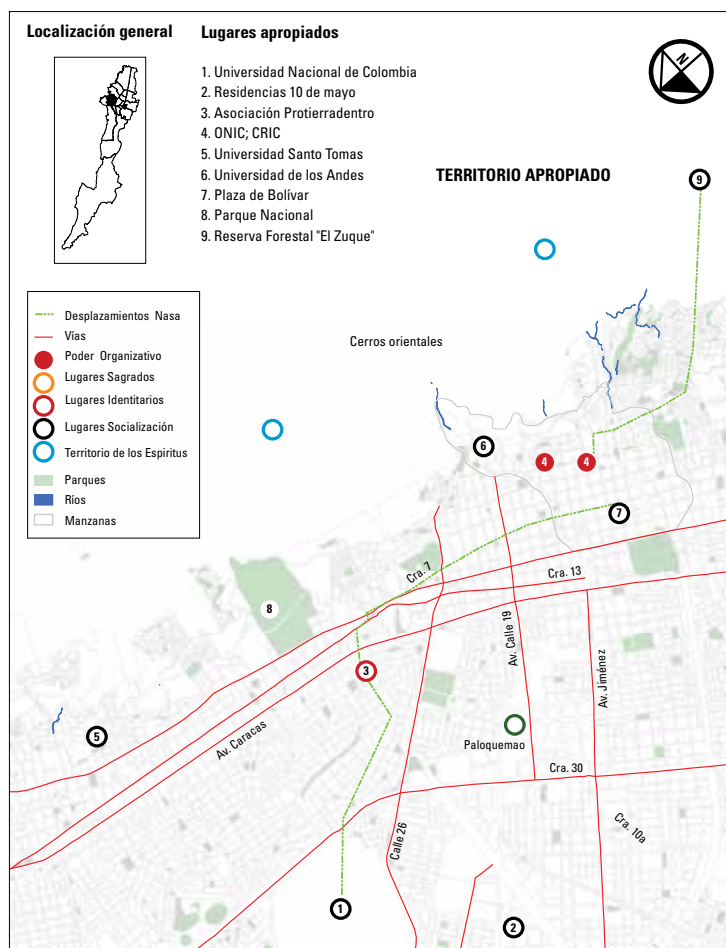 Localización general
Lugares apropiados
1. Universidad Nacional de Colombia
2. Residencias 10 de mayo
3. Asociación Protierradentro
4. ONIC; CRIC
5. Universidad Santo Tomas
6. Universidad de los Andes
7. Plaza de Bolívar
8. Parque Nacional
9. Reserva Forestal "El Zuque"
N
TERRITORIO APROPIADO
9
Desplazamientos Nasa
Vías
Poder Organizativo
Lugares Sagrados
Lugares Identitarios
Lugares Socialización
Territorio de los Espiritus
Parques
Ríos
Manzanas
Cerros orientales
6
4
4
7
Cra. 7
Cra. 13
8
Av. Calle 19
Av. Jiménez
3
5
Av. Caracas
Paloquemao
Cra. 30
Calle 26
Cra. 10a
1
2